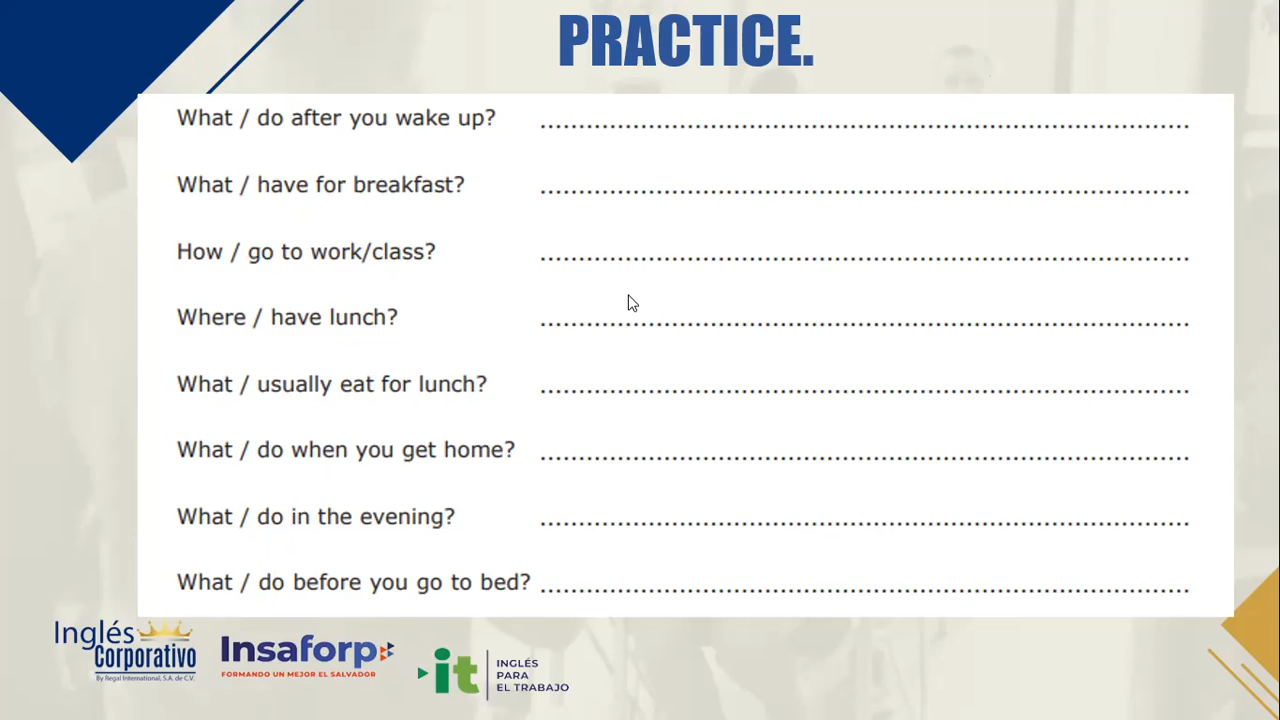 PRACTICE.
What / do after you wake up? ....................................................................................
What / have for breakfast? ....................................................................................
How / go to work/class? ....................................................................................
Where / have lunch? ....................................................................................
What / usually eat for lunch? ....................................................................................
What / do when you get home? ....................................................................................
What / do in the evening? ....................................................................................
What / do before you go to bed? ....................................................................................
Inglés
Corporativo
By Regal International, S.A. de C.V.
Insaforp
FORMANDO UN MEJOR EL SALVADOR
it
INGLÉS
PARA
EL TRABAJO